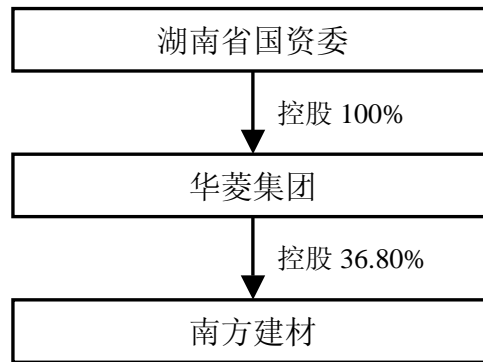 湖南省国资委
控股 100%
华菱集团
控股 36.80%
南方建材